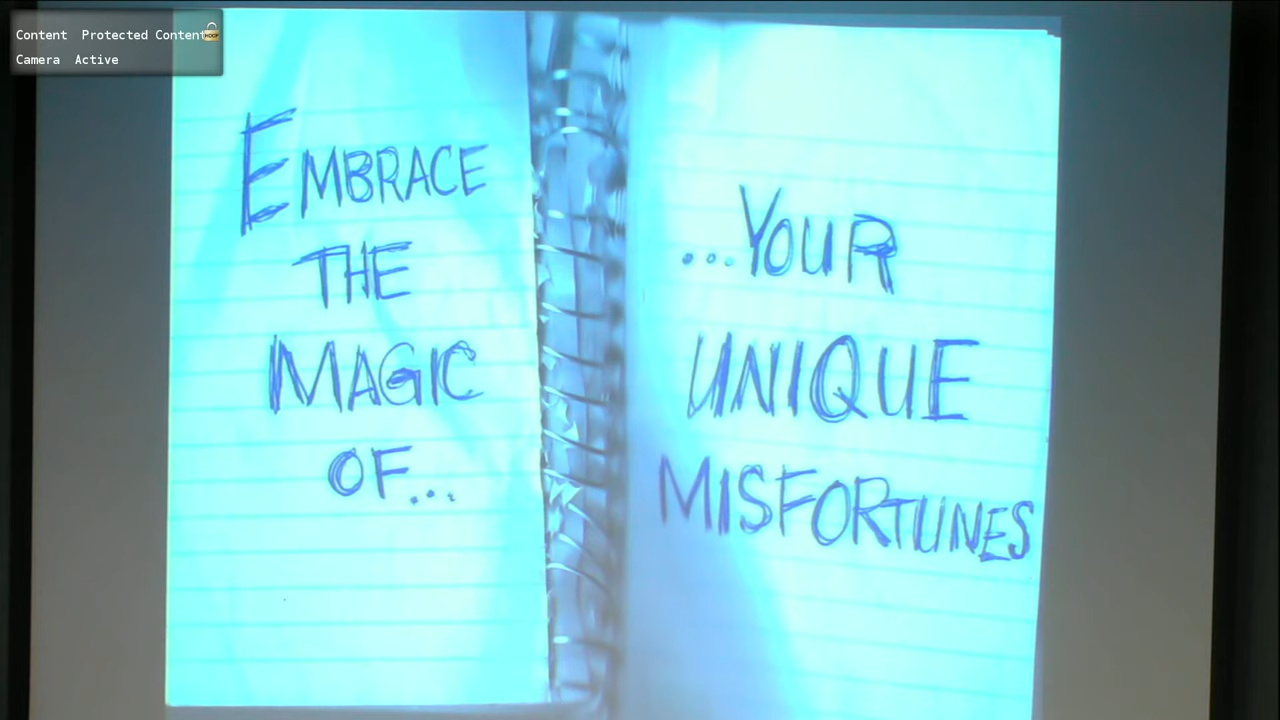 Content Protected Content
Camera Active
EMBRACE
THE
MAGIC
OF...
...YOUR
UNIQUE
MISFORTUNES